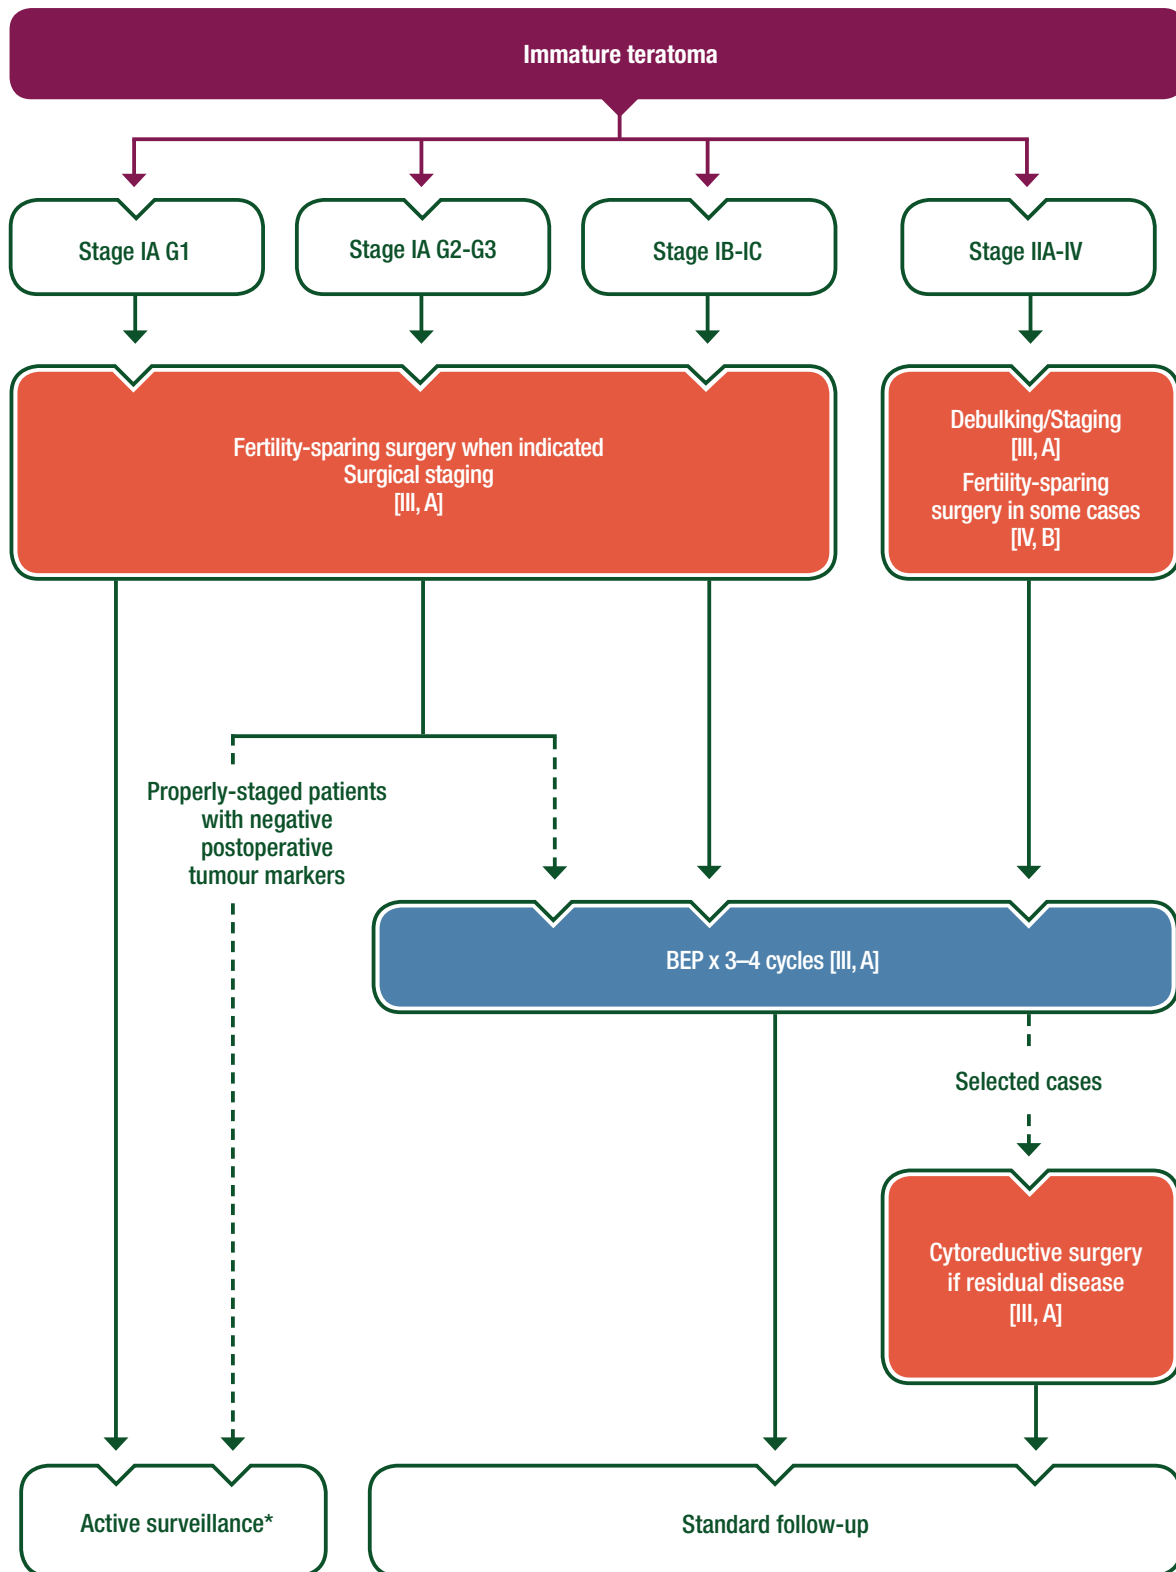 Immature teratoma
Stage IA G1
Stage IA G2-G3
Stage IB-IC
Stage IIA-IV
Fertility-sparing surgery when indicated
Surgical staging
[III, A]
Debulking/Staging
[III, A]
Fertility-sparing
surgery in some cases
[IV, B]
Properly-staged patients
with negative
postoperative
tumour markers
BEP x 3–4 cycles [III, A]
Selected cases
Cytoreductive surgery
if residual disease
[III, A]
Active surveillance*
Standard follow-up